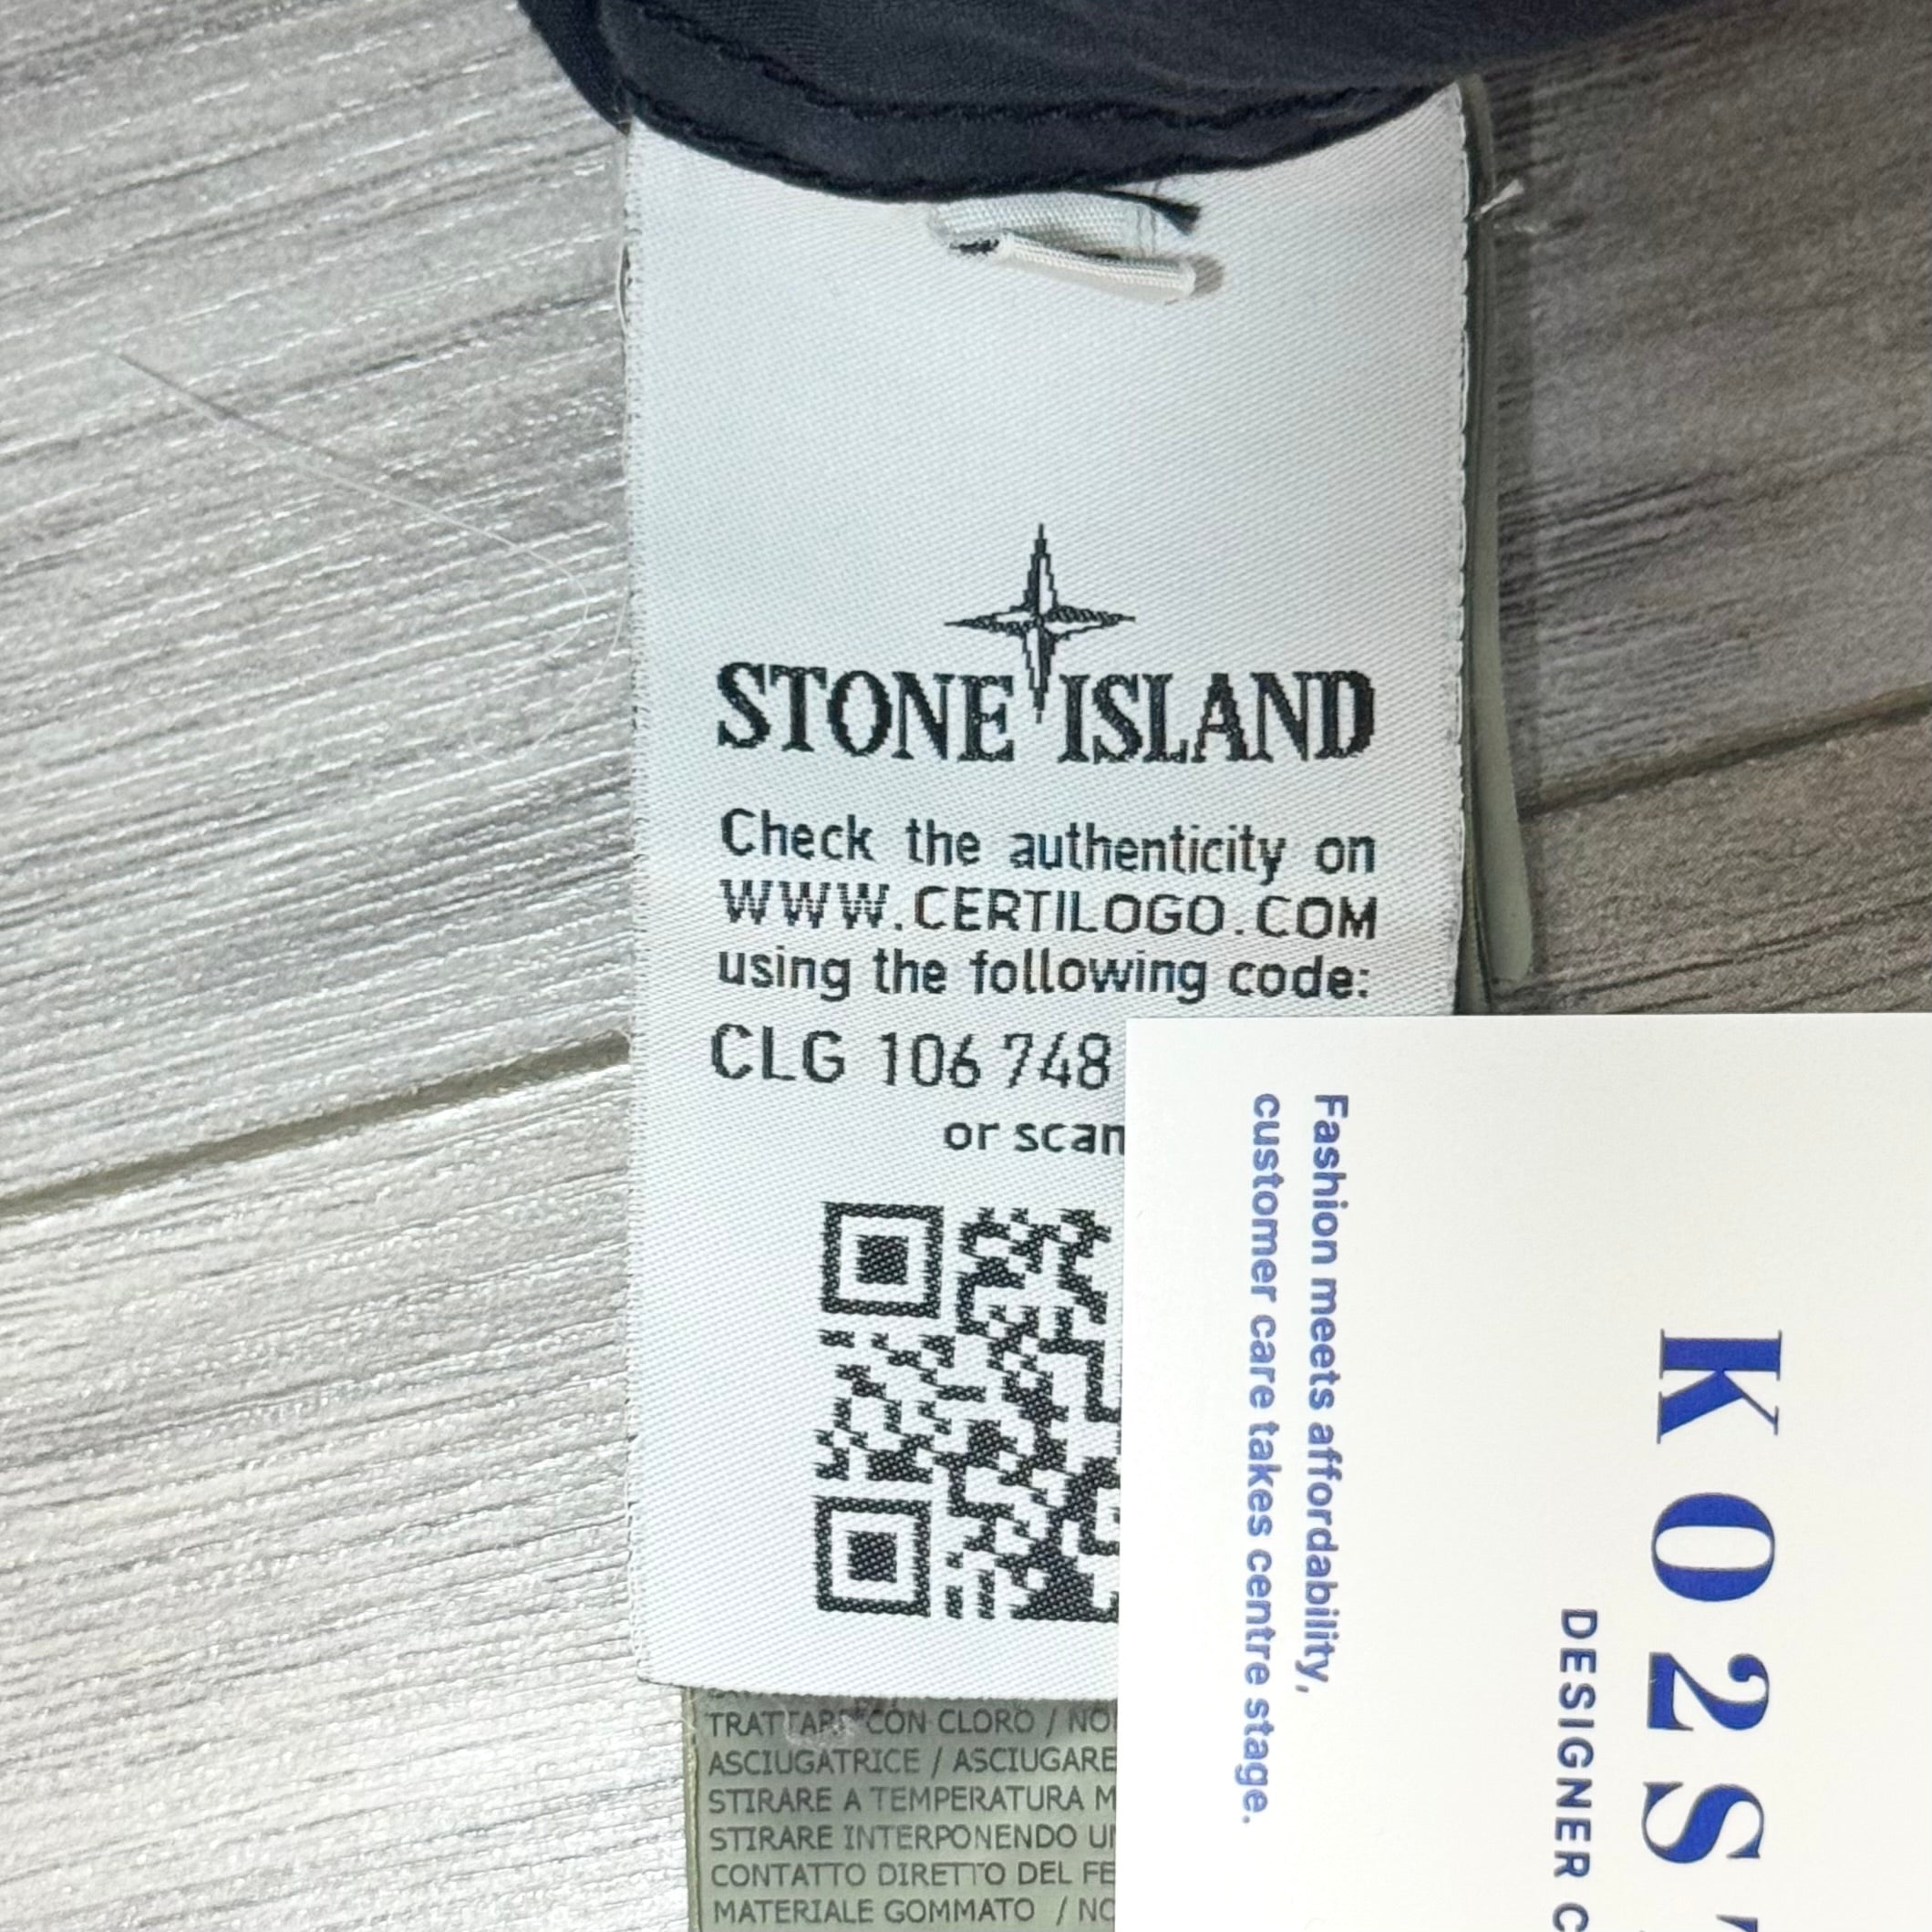 STONE ISLAND
Check the authenticity on
WWW.CERTILOGO.COM
using the following code:
CLG 106 748
or scan
TRATTARE CON CLORO / NO
ASCIUGATRICE / ASCIUGARE
STIRARE A TEMPERATURA M
STIRARE INTERPONENDO UN
CONTATTO DIRETTO DEL FE
MATERIALE GOMMATO / NO
Fashion meets affordability,
customer care takes centre stage.
KO2S
DESIGNER C